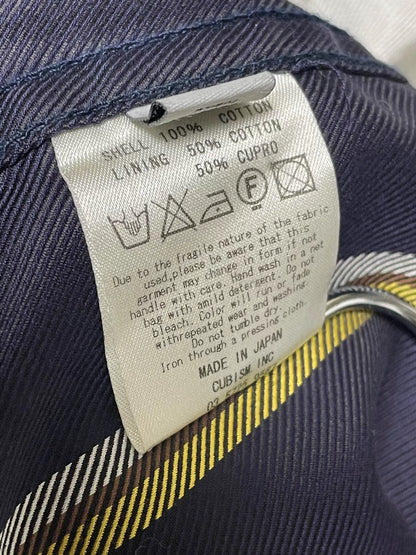 SHELL 100% COTTON
LINING 50% COTTON
50% CUPRO
F
Due to the fragile nature of the fabric
used,please be aware that this
garment may change in form if not
handle with care. Hand wash in a net
bag with amild detergent. Do not
bleach. Color will run or fade
withrepeated wear and washing.
Do not tumble dry.
Iron through a pressing cloth.
MADE IN JAPAN
CUBISM INC